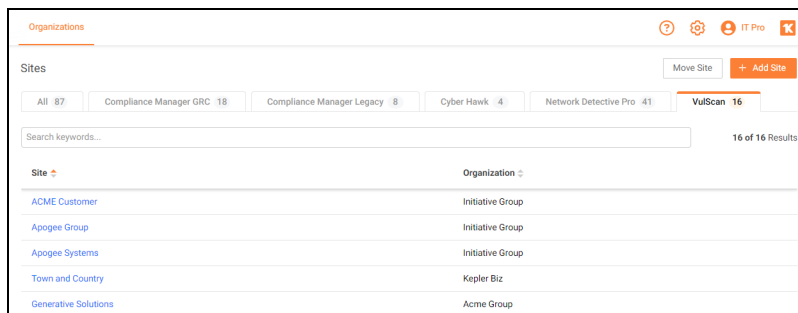 Organizations
? IT Pro K
Sites Move Site + Add Site
All 87 Compliance Manager GRC 18 Compliance Manager Legacy 8 Cyber Hawk 4 Network Detective Pro 41 VulScan 16
Search keywords... 16 of 16 Results
Site Organization
ACME Customer Initiative Group
Apogee Group Initiative Group
Apogee Systems Initiative Group
Town and Country Kepler Biz
Generative Solutions Acme Group